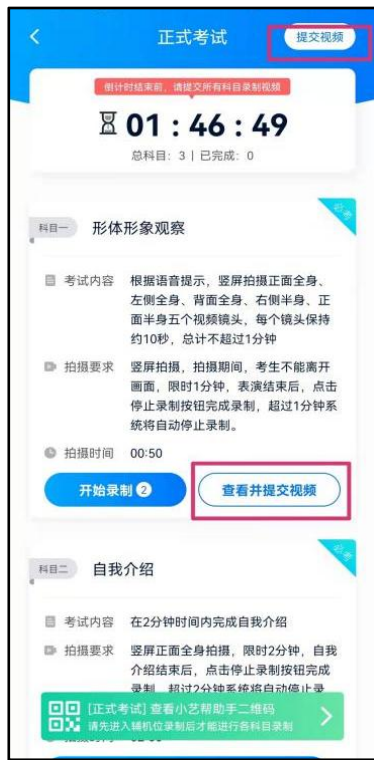 正式考试
提交视频
倒计时结束前，请提交所有科目录制视频
01 : 46 : 49
总科目：3 | 已完成：0
必考
科目一 形体形象观察
考试内容 根据语音提示，竖屏拍摄正面全身、
左侧全身、背面全身、右侧半身、正
面半身五个视频镜头，每个镜头保持
约10秒，总计不超过1分钟
拍摄要求 竖屏拍摄，拍摄期间，考生不能离开
画面，限时1分钟，表演结束后，点击
停止录制按钮完成录制，超过1分钟系
统将自动停止录制。
拍摄时间 00:50
开始录制 2
查看并提交视频
必考
科目二 自我介绍
考试内容 在2分钟时间内完成自我介绍
拍摄要求 竖屏正面全身拍摄，限时2分钟，自我
介绍结束后，点击停止录制按钮完成
录制，超过2分钟系统将自动停止录
[正式考试] 查看小艺帮助手二维码
请先进入辅机位录制后才能进行各科目录制